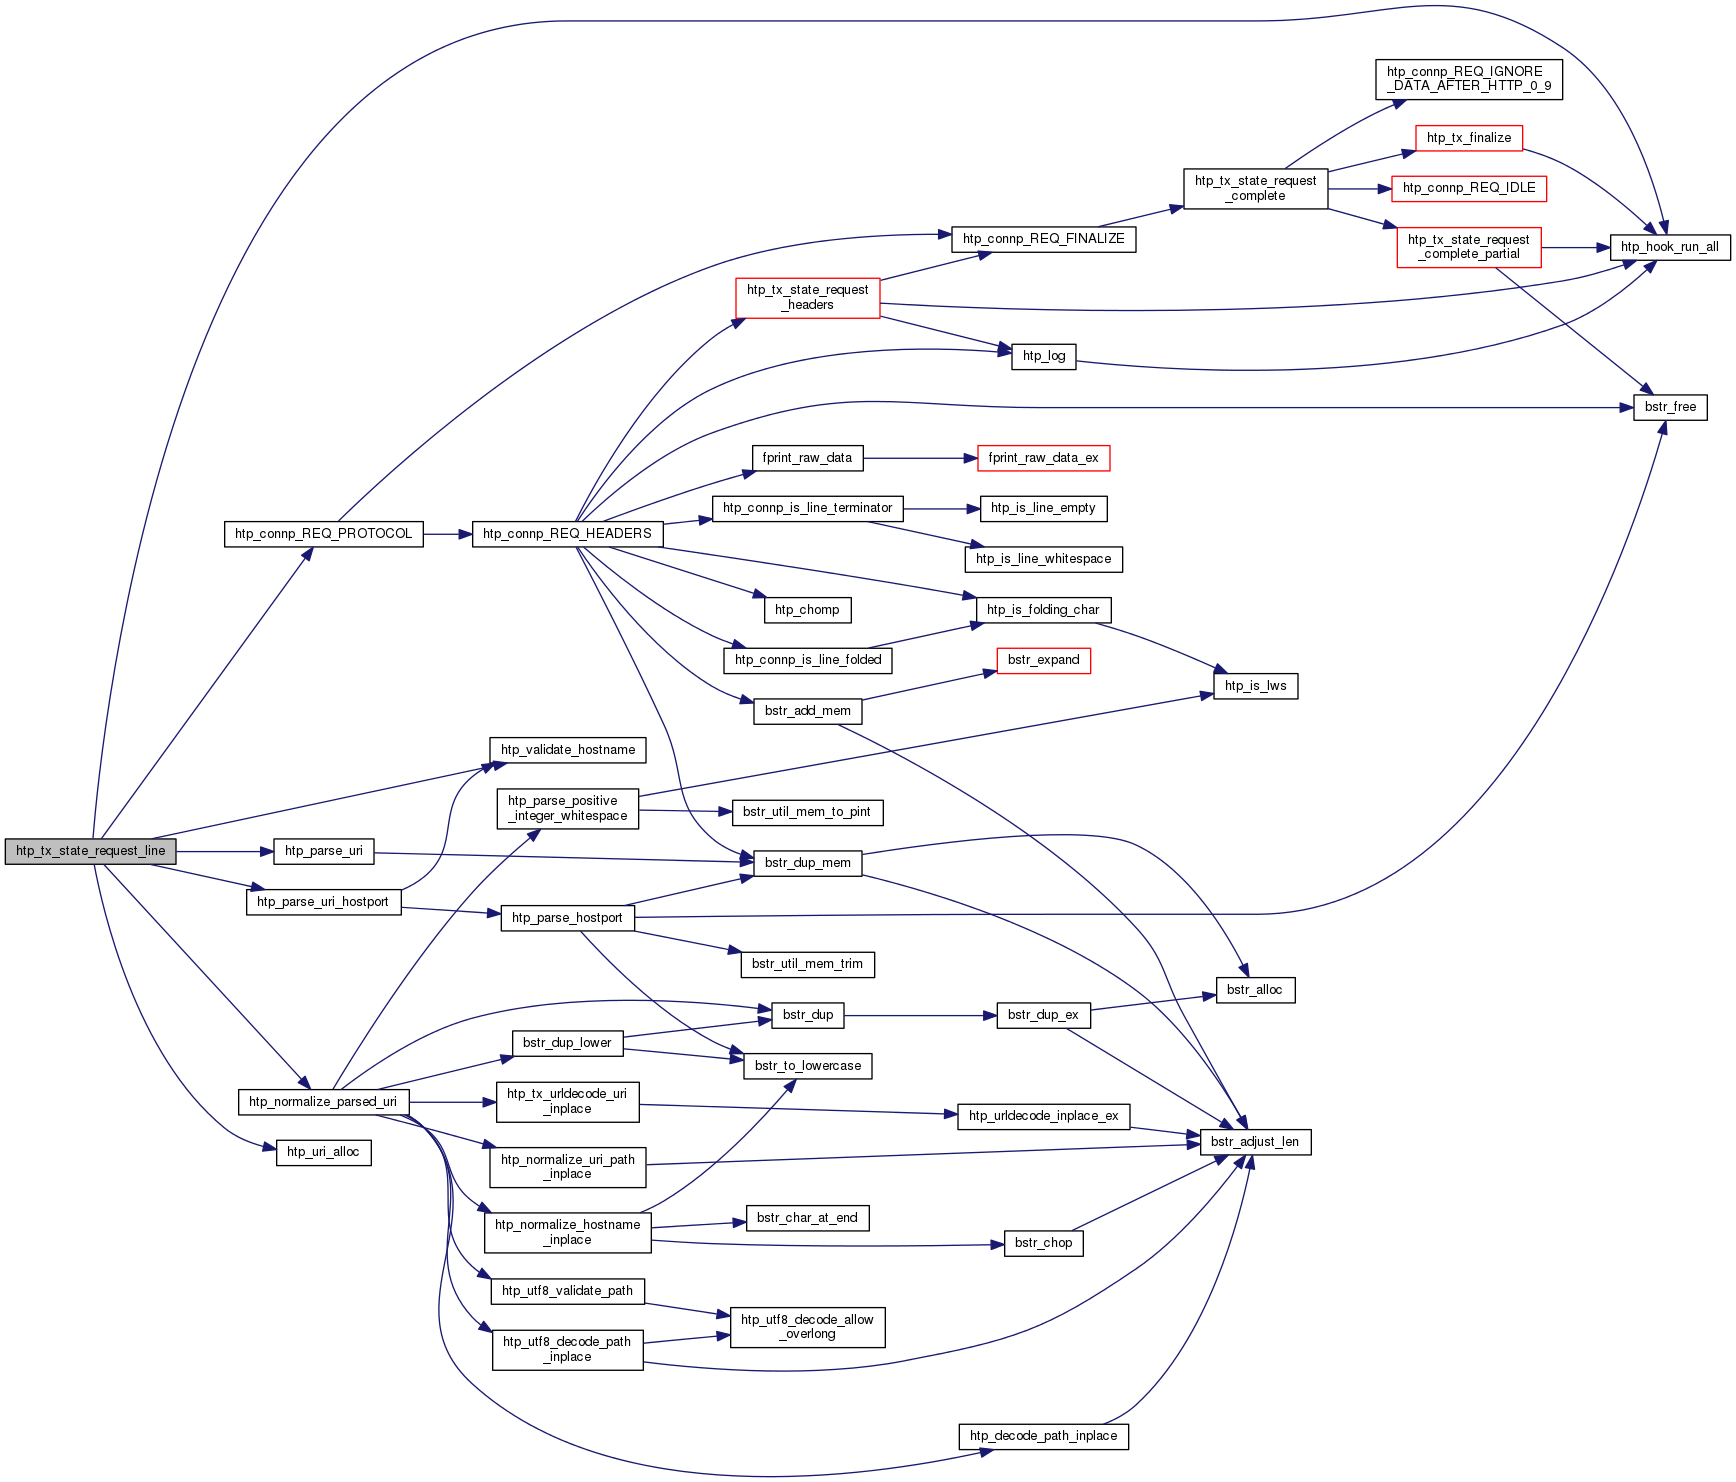 htp_connp_REQ_IGNORE
_DATA_AFTER_HTTP_0_9
htp_tx_finalize
htp_tx_state_request
_complete
htp_connp_REQ_IDLE
htp_connp_REQ_FINALIZE
htp_tx_state_request
_complete_partial
htp_hook_run_all
htp_tx_state_request
_headers
htp_log
bstr_free
fprint_raw_data
fprint_raw_data_ex
htp_connp_is_line_terminator
htp_is_line_empty
htp_connp_REQ_PROTOCOL
htp_connp_REQ_HEADERS
htp_is_line_whitespace
htp_chomp
htp_is_folding_char
htp_connp_is_line_folded
bstr_expand
htp_is_lws
bstr_add_mem
htp_validate_hostname
htp_parse_positive
_integer_whitespace
bstr_util_mem_to_pint
htp_tx_state_request_line
htp_parse_uri
bstr_dup_mem
htp_parse_uri_hostport
htp_parse_hostport
bstr_util_mem_trim
bstr_alloc
bstr_dup
bstr_dup_ex
bstr_dup_lower
bstr_to_lowercase
htp_normalize_parsed_uri
htp_tx_urldecode_uri
_inplace
htp_urldecode_inplace_ex
bstr_adjust_len
htp_uri_alloc
htp_normalize_uri_path
_inplace
htp_normalize_hostname
_inplace
bstr_char_at_end
bstr_chop
htp_utf8_validate_path
htp_utf8_decode_allow
_overlong
htp_utf8_decode_path
_inplace
htp_decode_path_inplace